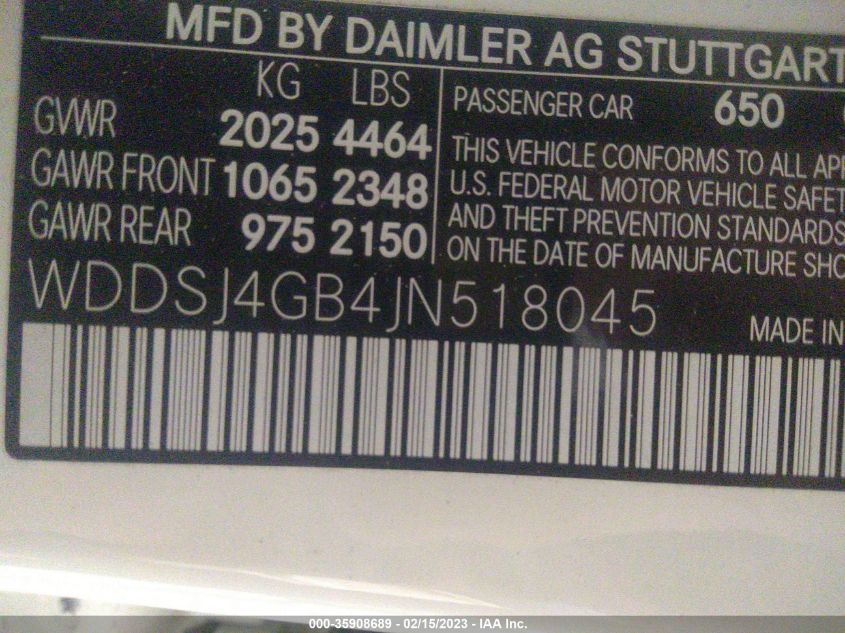 MFD BY DAIMLER AG STUTTGART
KG LBS
GVWR 2025 4464
GAWR FRONT 1065 2348
GAWR REAR 975 2150
PASSENGER CAR 650
THIS VEHICLE CONFORMS TO ALL
U.S. FEDERAL MOTOR VEHICLE
AND THEFT PREVENTION STANDARDS
ON THE DATE OF MANUFACTURE
WDDSJ4GB4JN518045
MADE IN
000-35908689 - 02/15/2023 - IAA Inc.